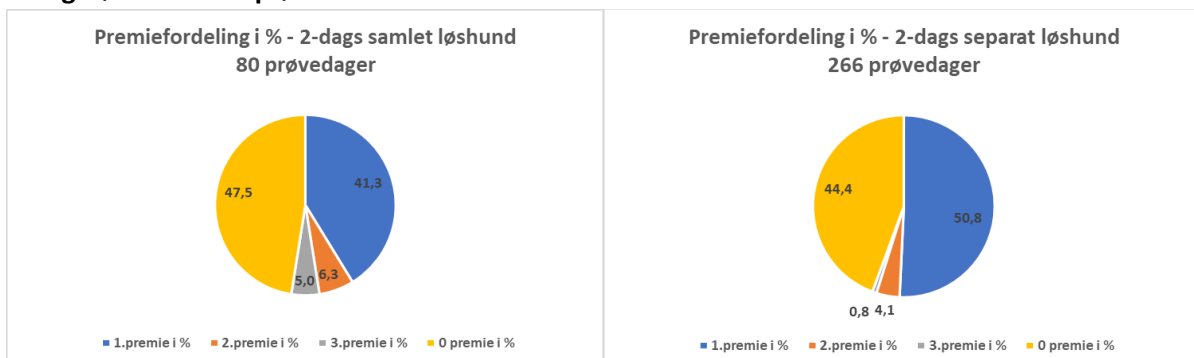 Premiefordeling i % - 2-dags samlet løshund
80 prøvedager
47,5
41,3
5,0
6,3
1.premie i %
2.premie i %
3.premie i %
0 premie i %
Premiefordeling i % - 2-dags separat løshund
266 prøvedager
44,4
50,8
0,8
4,1
1.premie i %
2.premie i %
3.premie i %
0 premie i %